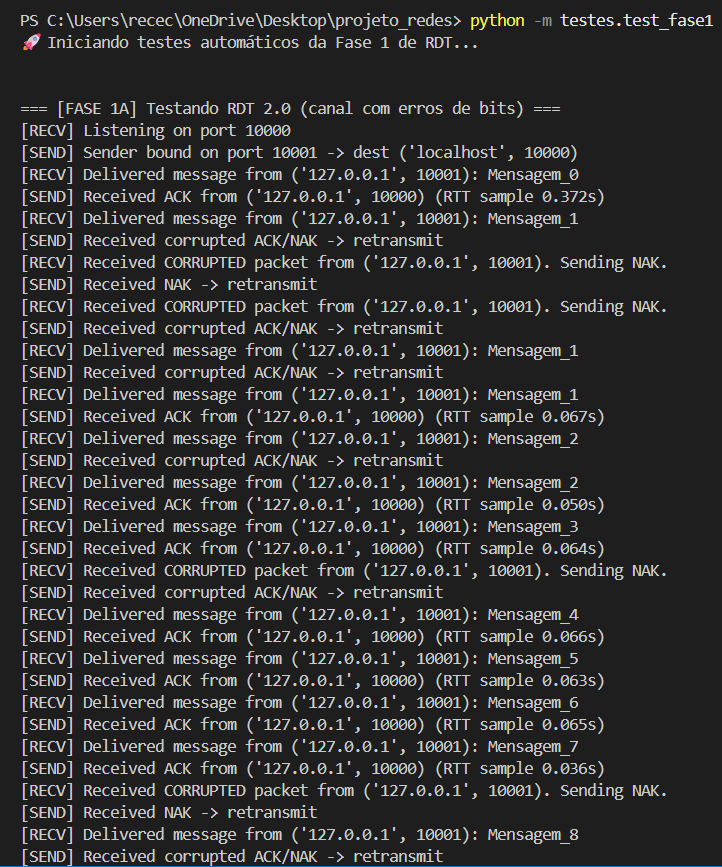 PS C:\Users\recec\OneDrive\Desktop\projeto_redes> python -m testes.test_fase1
🚀 Iniciando testes automáticos da Fase 1 de RDT...
=== [FASE 1A] Testando RDT 2.0 (canal com erros de bits) ===
[RECV] Listening on port 10000
[SEND] Sender bound on port 10001 -> dest ('localhost', 10000)
[RECV] Delivered message from ('127.0.0.1', 10001): Mensagem_0
[SEND] Received ACK from ('127.0.0.1', 10000) (RTT sample 0.372s)
[RECV] Delivered message from ('127.0.0.1', 10001): Mensagem_1
[SEND] Received corrupted ACK/NAK -> retransmit
[RECV] Received CORRUPTED packet from ('127.0.0.1', 10001). Sending NAK.
[SEND] Received NAK -> retransmit
[RECV] Received CORRUPTED packet from ('127.0.0.1', 10001). Sending NAK.
[SEND] Received corrupted ACK/NAK -> retransmit
[RECV] Delivered message from ('127.0.0.1', 10001): Mensagem_1
[SEND] Received corrupted ACK/NAK -> retransmit
[RECV] Delivered message from ('127.0.0.1', 10001): Mensagem_1
[SEND] Received ACK from ('127.0.0.1', 10000) (RTT sample 0.067s)
[RECV] Delivered message from ('127.0.0.1', 10001): Mensagem_2
[SEND] Received corrupted ACK/NAK -> retransmit
[RECV] Delivered message from ('127.0.0.1', 10001): Mensagem_2
[SEND] Received ACK from ('127.0.0.1', 10000) (RTT sample 0.050s)
[RECV] Delivered message from ('127.0.0.1', 10001): Mensagem_3
[SEND] Received ACK from ('127.0.0.1', 10000) (RTT sample 0.064s)
[RECV] Received CORRUPTED packet from ('127.0.0.1', 10001). Sending NAK.
[SEND] Received corrupted ACK/NAK -> retransmit
[RECV] Delivered message from ('127.0.0.1', 10001): Mensagem_4
[SEND] Received ACK from ('127.0.0.1', 10000) (RTT sample 0.066s)
[RECV] Delivered message from ('127.0.0.1', 10001): Mensagem_5
[SEND] Received ACK from ('127.0.0.1', 10000) (RTT sample 0.063s)
[RECV] Delivered message from ('127.0.0.1', 10001): Mensagem_6
[SEND] Received ACK from ('127.0.0.1', 10000) (RTT sample 0.065s)
[RECV] Delivered message from ('127.0.0.1', 10001): Mensagem_7
[SEND] Received ACK from ('127.0.0.1', 10000) (RTT sample 0.036s)
[RECV] Received CORRUPTED packet from ('127.0.0.1', 10001). Sending NAK.
[SEND] Received NAK -> retransmit
[RECV] Delivered message from ('127.0.0.1', 10001): Mensagem_8
[SEND] Received corrupted ACK/NAK -> retransmit